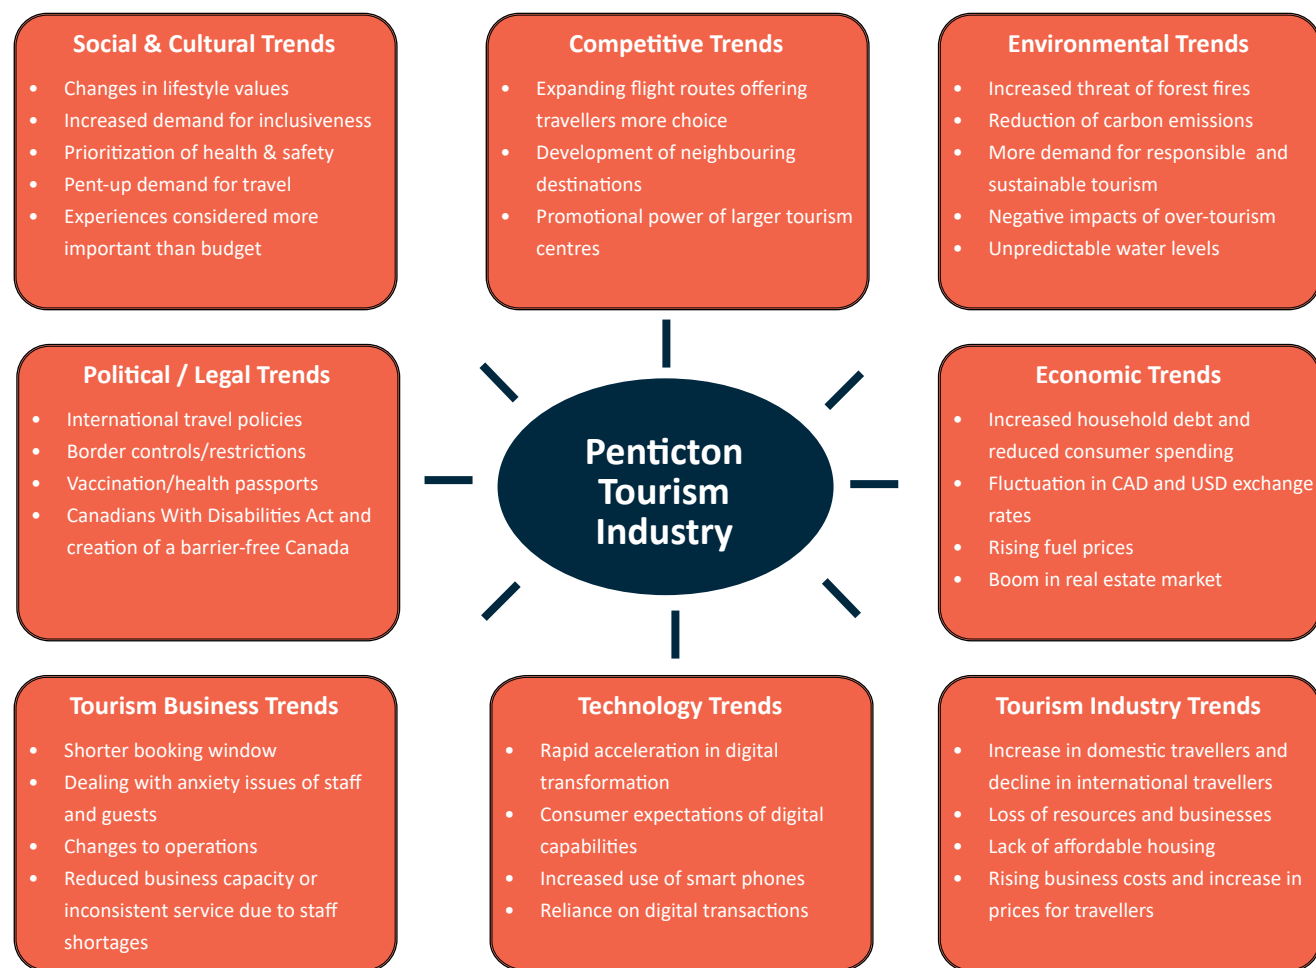 Social & Cultural Trends
• Changes in lifestyle values
• Increased demand for inclusiveness
• Prioritization of health & safety
• Pent-up demand for travel
• Experiences considered more
important than budget
Competitive Trends
• Expanding flight routes offering
travellers more choice
• Development of neighbouring
destinations
• Promotional power of larger tourism
centres
Environmental Trends
• Increased threat of forest fires
• Reduction of carbon emissions
• More demand for responsible and
sustainable tourism
• Negative impacts of over-tourism
• Unpredictable water levels
Political / Legal Trends
• International travel policies
• Border controls/restrictions
• Vaccination/health passports
• Canadians With Disabilities Act and
creation of a barrier-free Canada
Penticton
Tourism
Industry
Economic Trends
• Increased household debt and
reduced consumer spending
• Fluctuation in CAD and USD exchange
rates
• Rising fuel prices
• Boom in real estate market
Tourism Business Trends
• Shorter booking window
• Dealing with anxiety issues of staff
and guests
• Changes to operations
• Reduced business capacity or
inconsistent service due to staff
shortages
Technology Trends
• Rapid acceleration in digital
transformation
• Consumer expectations of digital
capabilities
• Increased use of smart phones
• Reliance on digital transactions
Tourism Industry Trends
• Increase in domestic travellers and
decline in international travellers
• Loss of resources and businesses
• Lack of affordable housing
• Rising business costs and increase in
prices for travellers